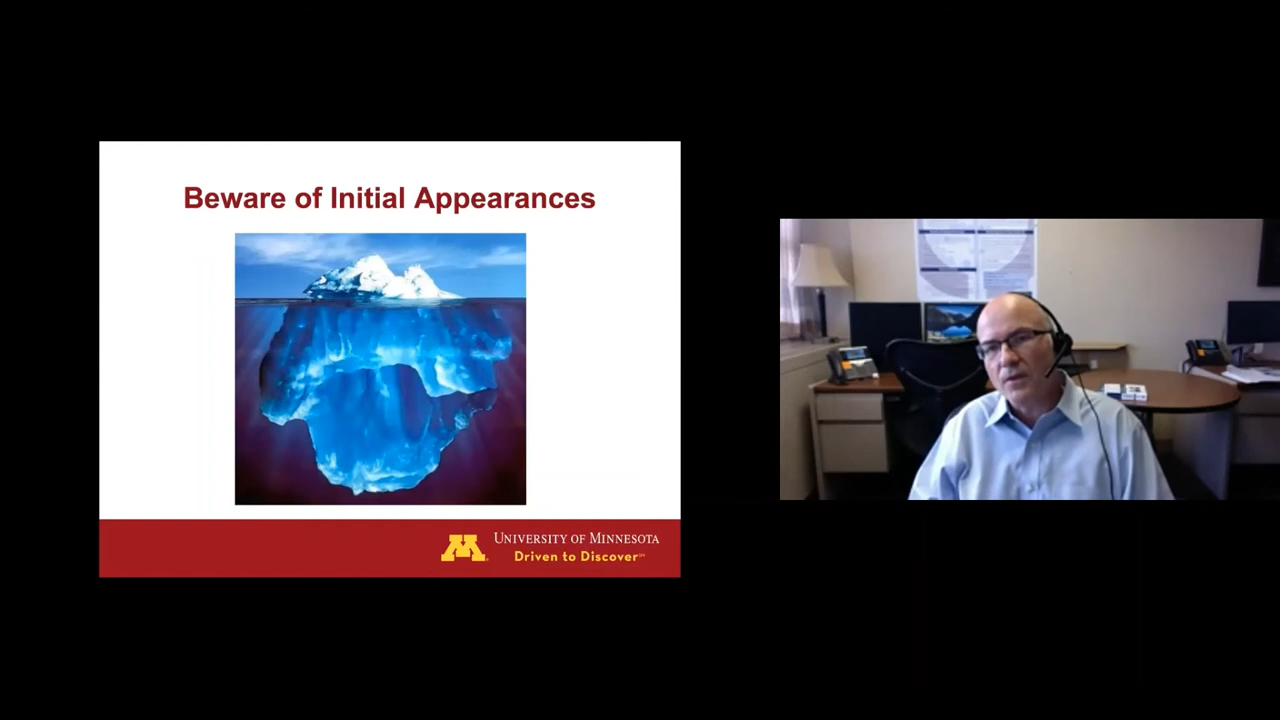 Beware of Initial Appearances
UNIVERSITY OF MINNESOTA
Driven to Discover℠